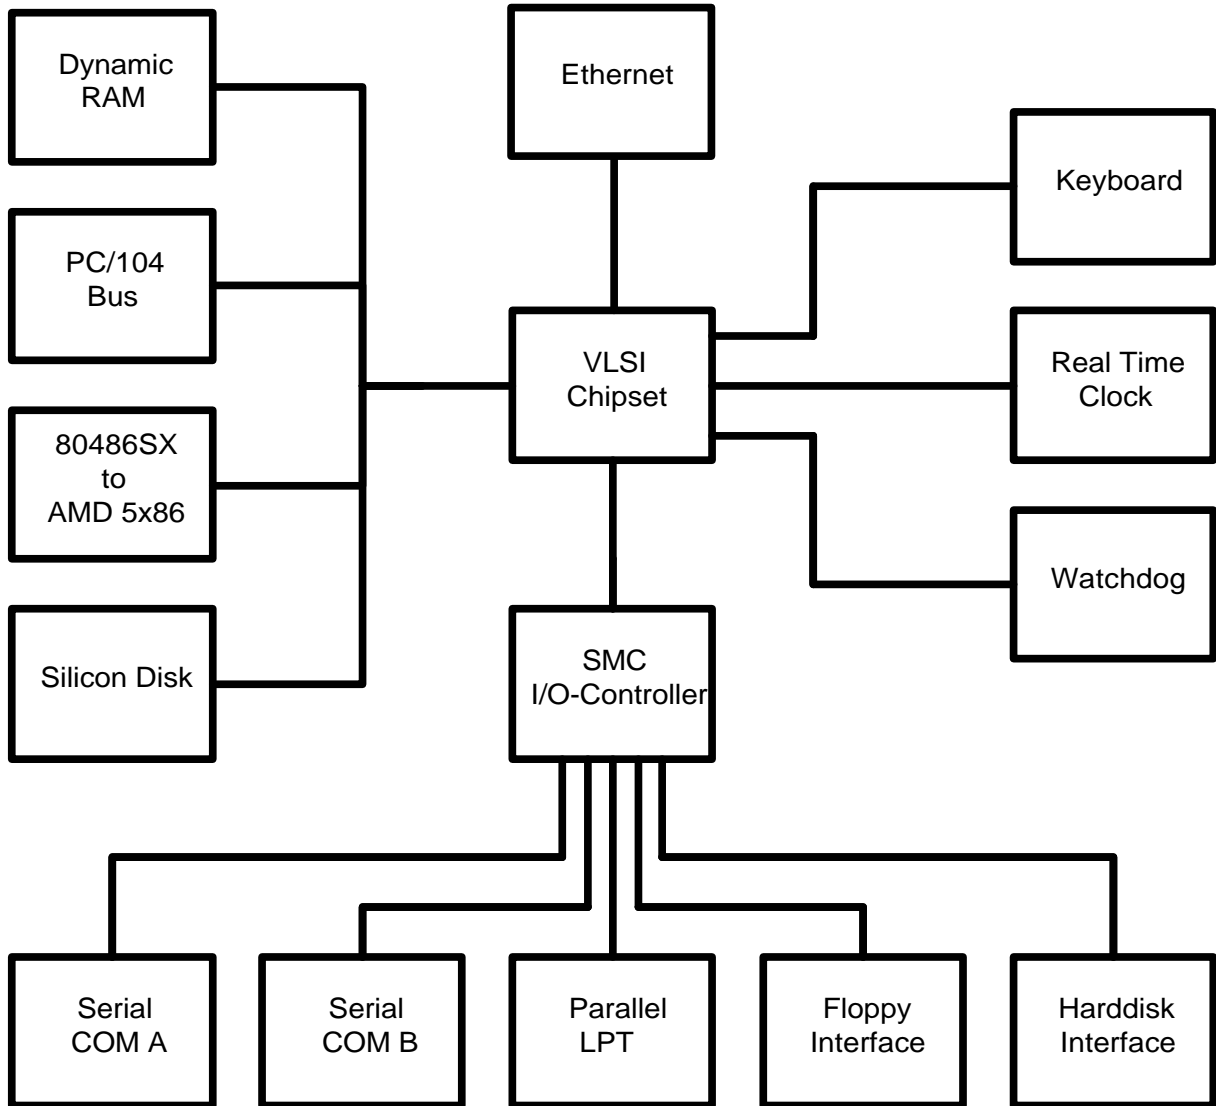 Dynamic
RAM
Ethernet
Keyboard
PC/104
Bus
VLSI
Chipset
Real Time
Clock
80486SX
to
AMD 5x86
Watchdog
Silicon Disk
SMC
I/O-Controller
Serial
COM A
Serial
COM B
Parallel
LPT
Floppy
Interface
Harddisk
Interface